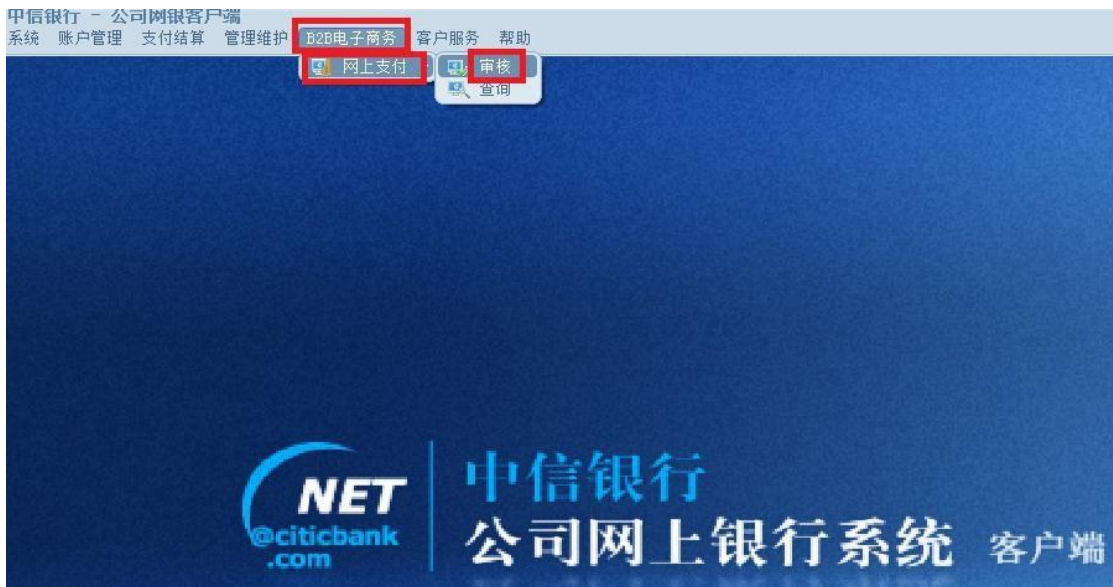 中信银行 - 公司网银客户端
系统 账户管理 支付结算 管理维护 B2B电子商务 客户服务 帮助
网上支付 审核
查询
NET
@citicbank
.com
中信银行
公司网上银行系统 客户端